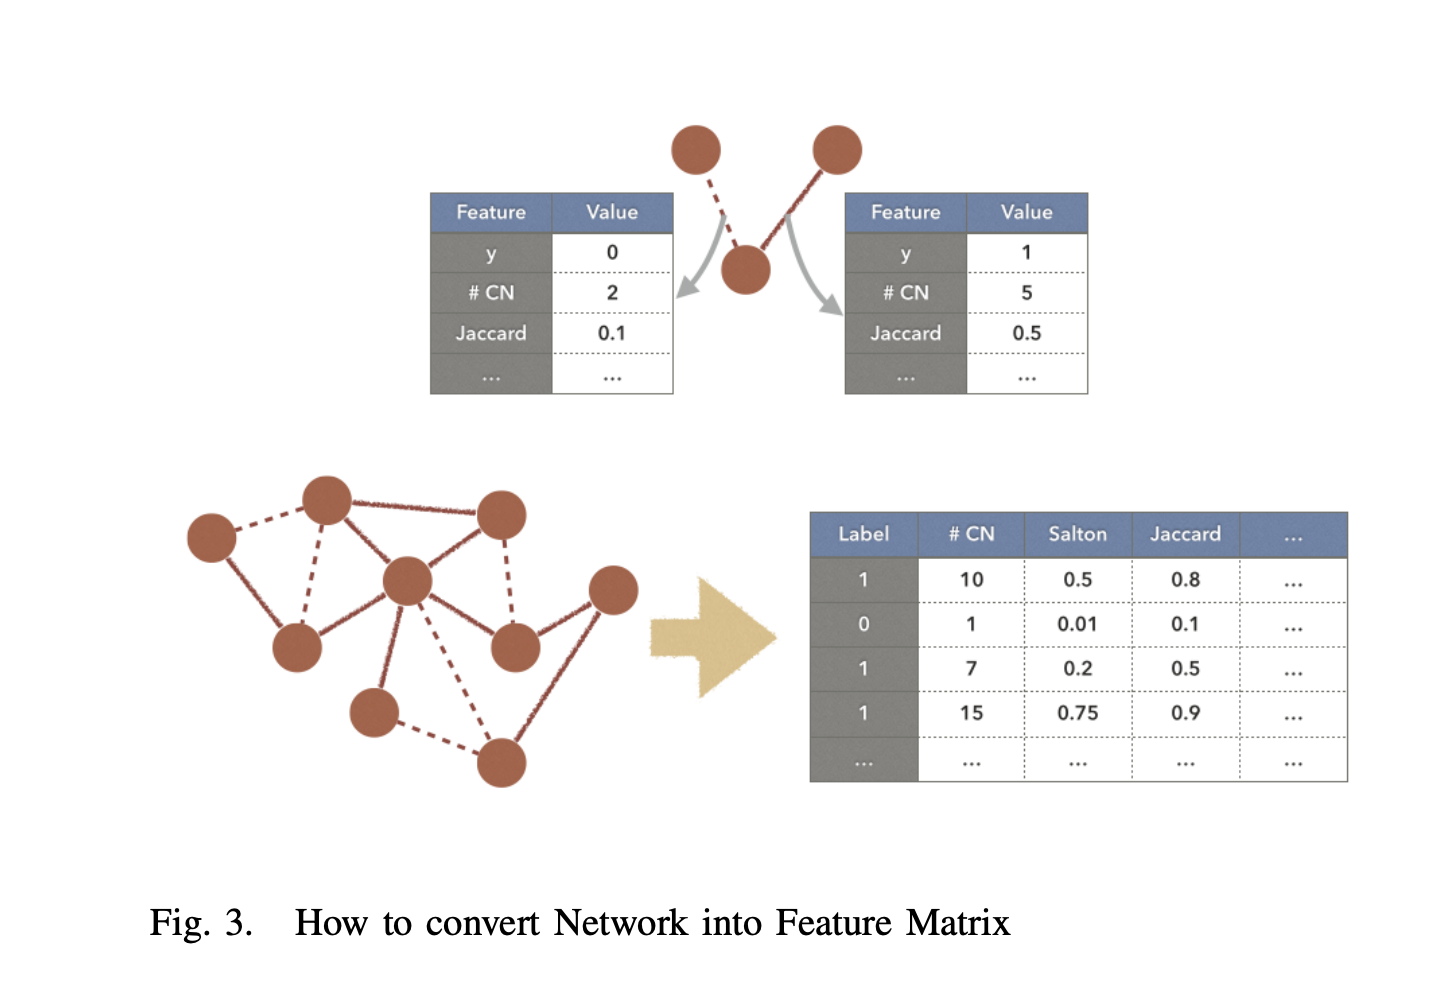 Feature Value
y 0
# CN 2
Jaccard 0.1
... ...
Feature Value
y 1
# CN 5
Jaccard 0.5
... ...
Label # CN Salton Jaccard ...
1 10 0.5 0.8 ...
0 1 0.01 0.1 ...
1 7 0.2 0.5 ...
1 15 0.75 0.9 ...
... ... ... ... ...
Fig. 3. How to convert Network into Feature Matrix